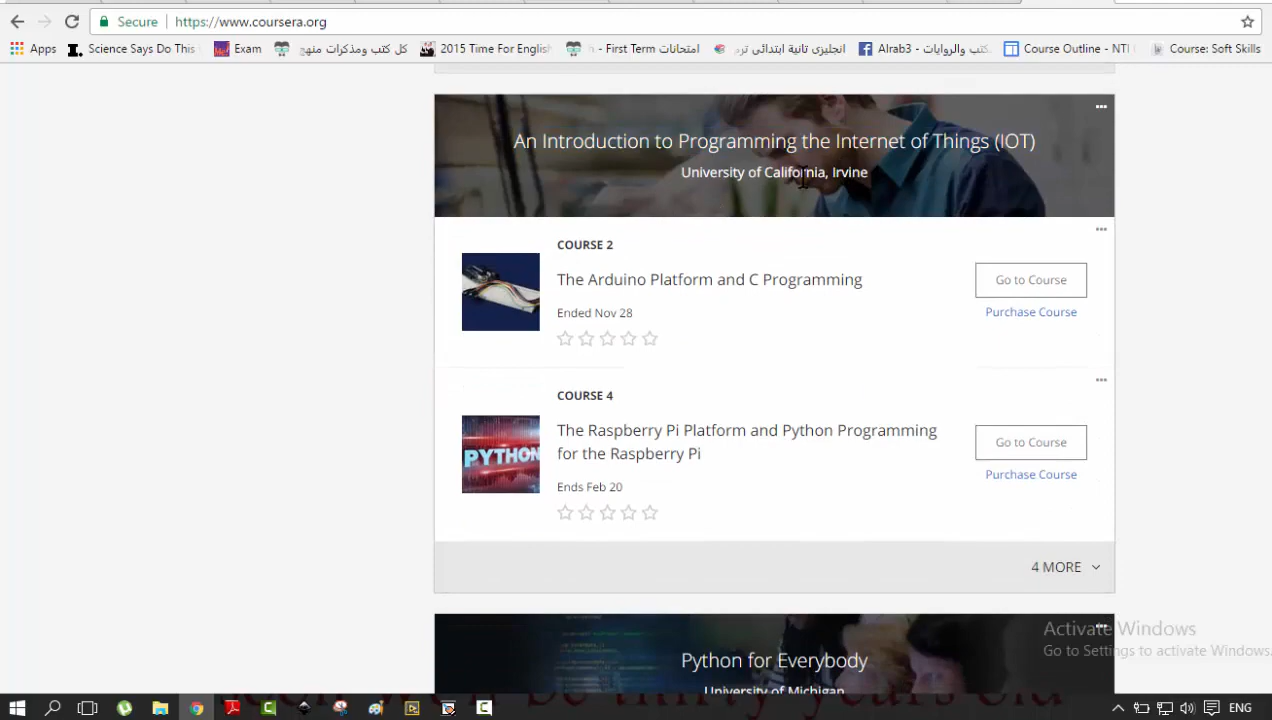 Secure https://www.coursera.org
Apps Science Says Do This Exam كل كتب ومذكرات منهج 2015 Time For English امتحانات First Term - n انجليزى ثانية ابتدائى ترم Alrab3 - كتب والروايات Course Outline - NTI Course: Soft Skills
An Introduction to Programming the Internet of Things (IOT)
University of California, Irvine
COURSE 2
The Arduino Platform and C Programming
Go to Course
Ended Nov 28
Purchase Course
COURSE 4
The Raspberry Pi Platform and Python Programming
for the Raspberry Pi
Go to Course
PYTHON
Purchase Course
Ends Feb 20
4 MORE
Activate Windows
Go to Settings to activate Windows.
Python for Everybody
University of Michigan
ENG